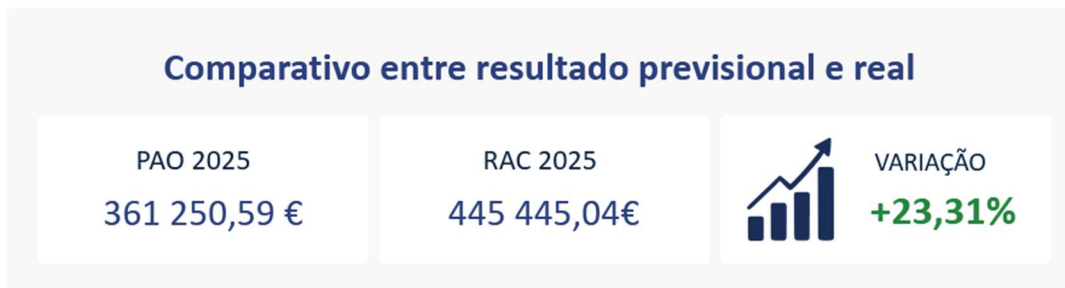 Comparativo entre resultado previsional e real
PAO 2025
361 250,59 €
RAC 2025
445 445,04€
VARIAÇÃO
+23,31%